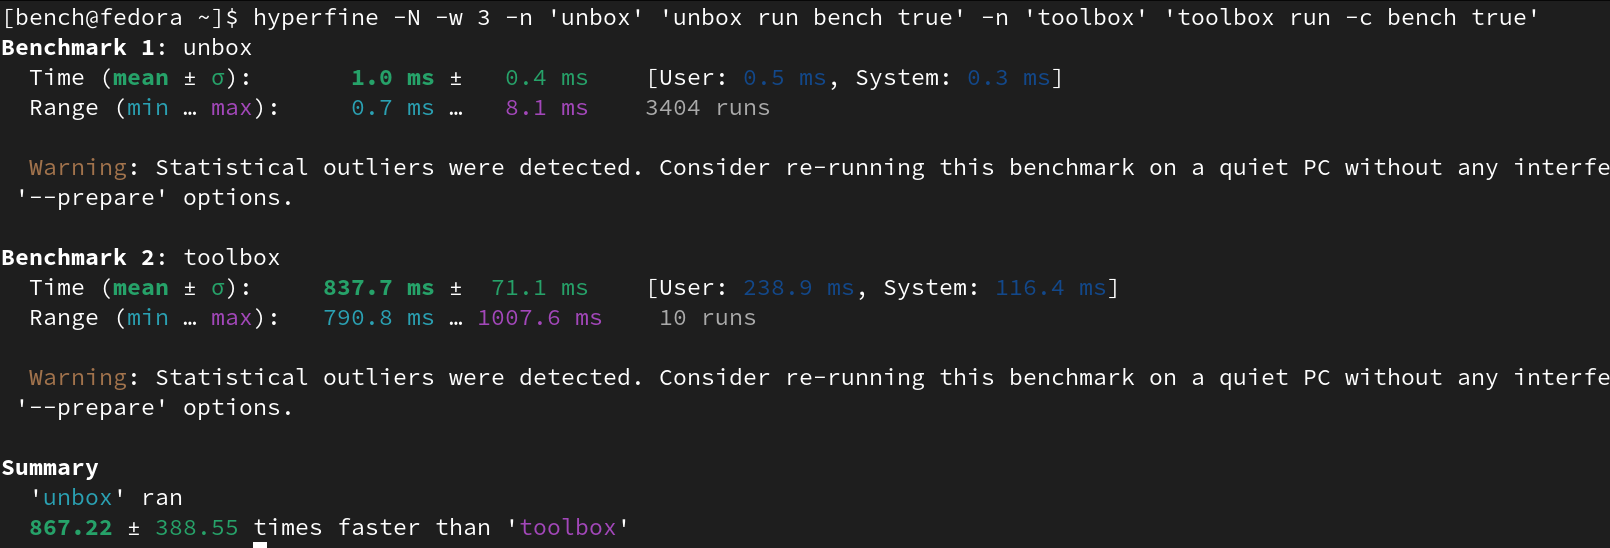 [bench@fedora ~]$ hyperfine -N -w 3 -n 'unbox' 'unbox run bench true' -n 'toolbox' 'toolbox run -c bench true'
Benchmark 1: unbox
Time (mean ± σ): 1.0 ms ± 0.4 ms [User: 0.5 ms, System: 0.3 ms]
Range (min … max): 0.7 ms … 8.1 ms 3404 runs
Warning: Statistical outliers were detected. Consider re-running this benchmark on a quiet PC without any interfe
'--prepare' options.
Benchmark 2: toolbox
Time (mean ± σ): 837.7 ms ± 71.1 ms [User: 238.9 ms, System: 116.4 ms]
Range (min … max): 790.8 ms … 1007.6 ms 10 runs
Warning: Statistical outliers were detected. Consider re-running this benchmark on a quiet PC without any interfe
'--prepare' options.
Summary
'unbox' ran
867.22 ± 388.55 times faster than 'toolbox'